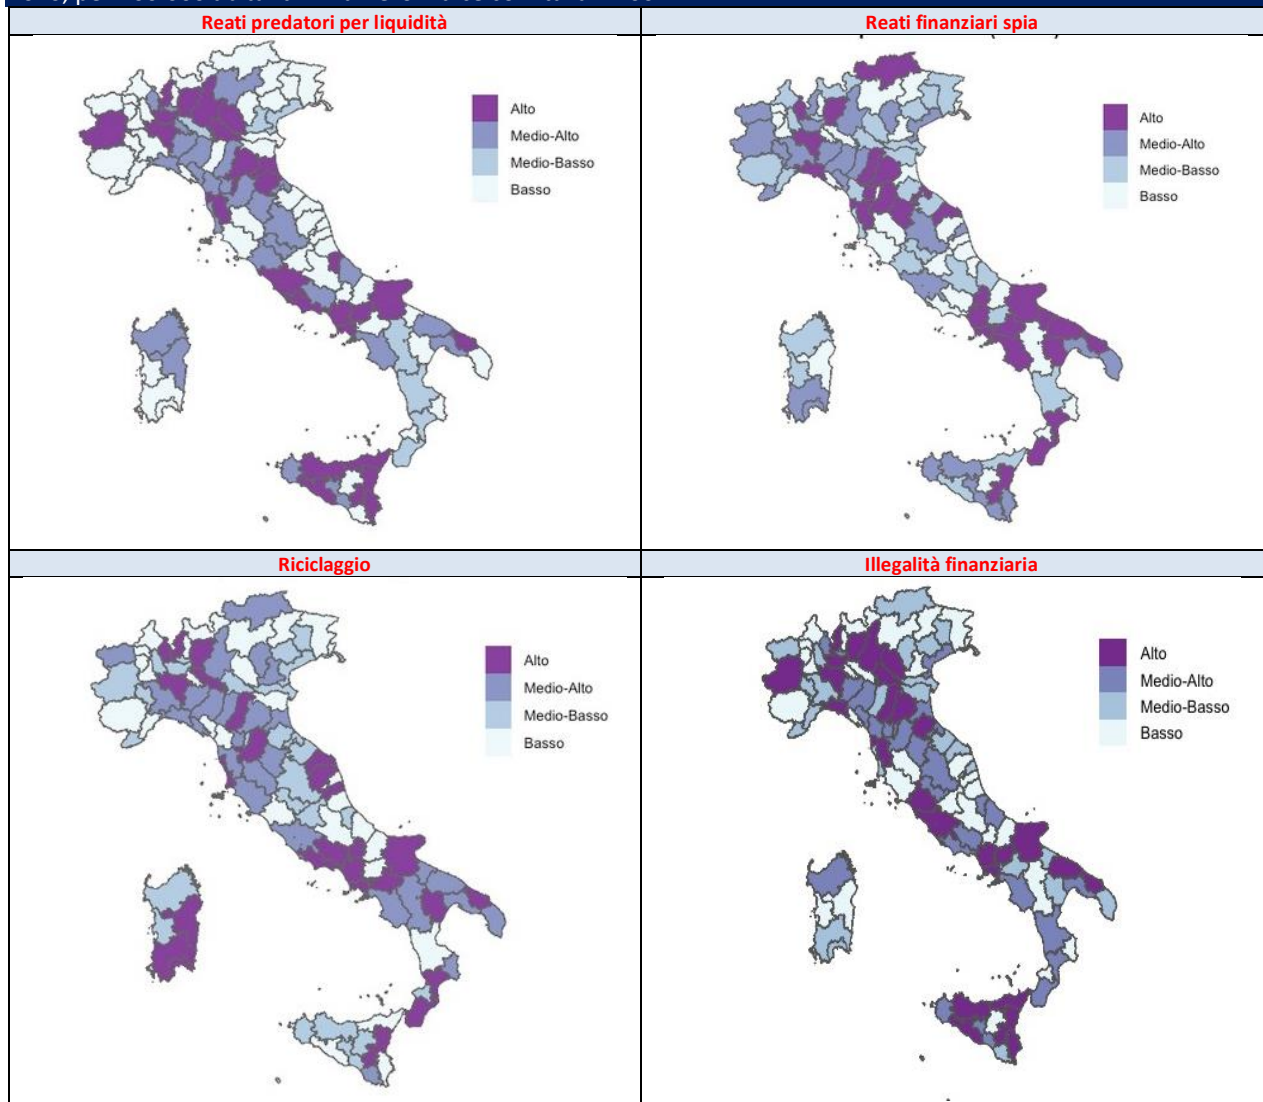 Reati predatori per liquidità
Reati finanziari spia
Alto
Medio-Alto
Medio-Basso
Basso
Alto
Medio-Alto
Medio-Basso
Basso
Riciclaggio
Illegalità finanziaria
Alto
Medio-Alto
Medio-Basso
Basso
Alto
Medio-Alto
Medio-Basso
Basso